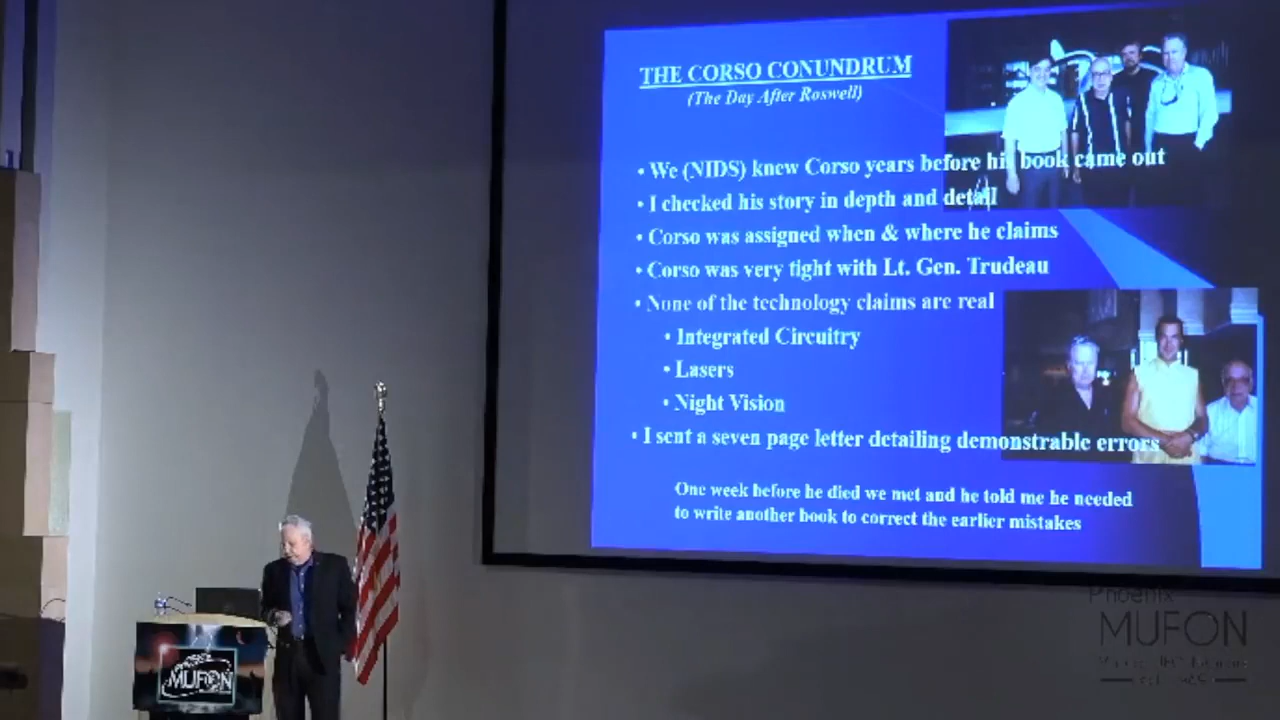 THE CORSO CONUNDRUM
(The Day After Roswell)
• We (NIDS) knew Corso years before his book came out
• I checked his story in depth and detail
• Corso was assigned when & where he claims
• Corso was very tight with Lt. Gen. Trudeau
• None of the technology claims are real
• Integrated Circuitry
• Lasers
• Night Vision
• I sent a seven page letter detailing demonstrable errors
One week before he died we met and he told me he needed
to write another book to correct the earlier mistakes
MUFON
Phoenix
MUFON